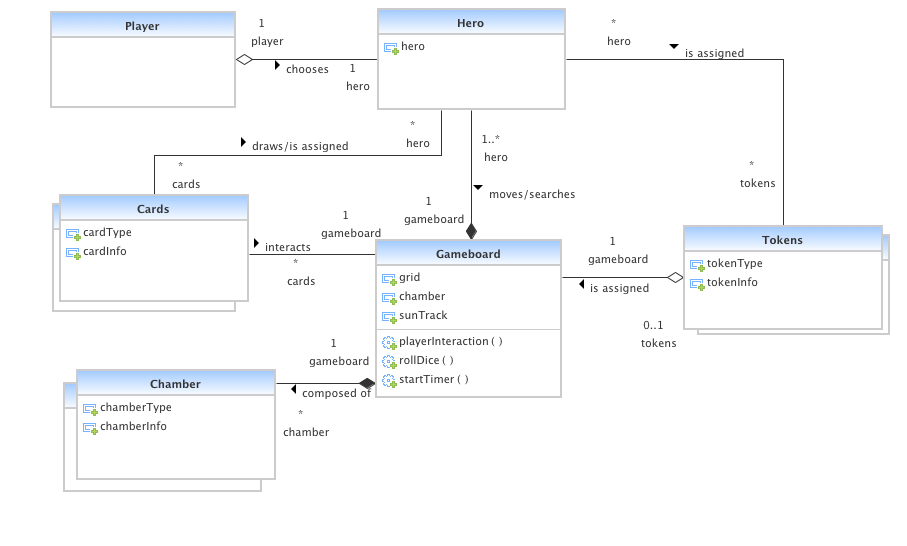 Player
Hero
hero
1
player
chooses
1
hero
*
hero
is assigned
*
hero
draws/is assigned
*
cards
1..*
hero
moves/searches
1
gameboard
*
tokens
Cards
cardType
cardInfo
1
gameboard
interacts
*
cards
Gameboard
grid
chamber
sunTrack
playerInteraction ( )
rollDice ( )
startTimer ( )
1
gameboard
is assigned
0..1
tokens
Tokens
tokenType
tokenInfo
1
gameboard
composed of
*
chamber
Chamber
chamberType
chamberInfo